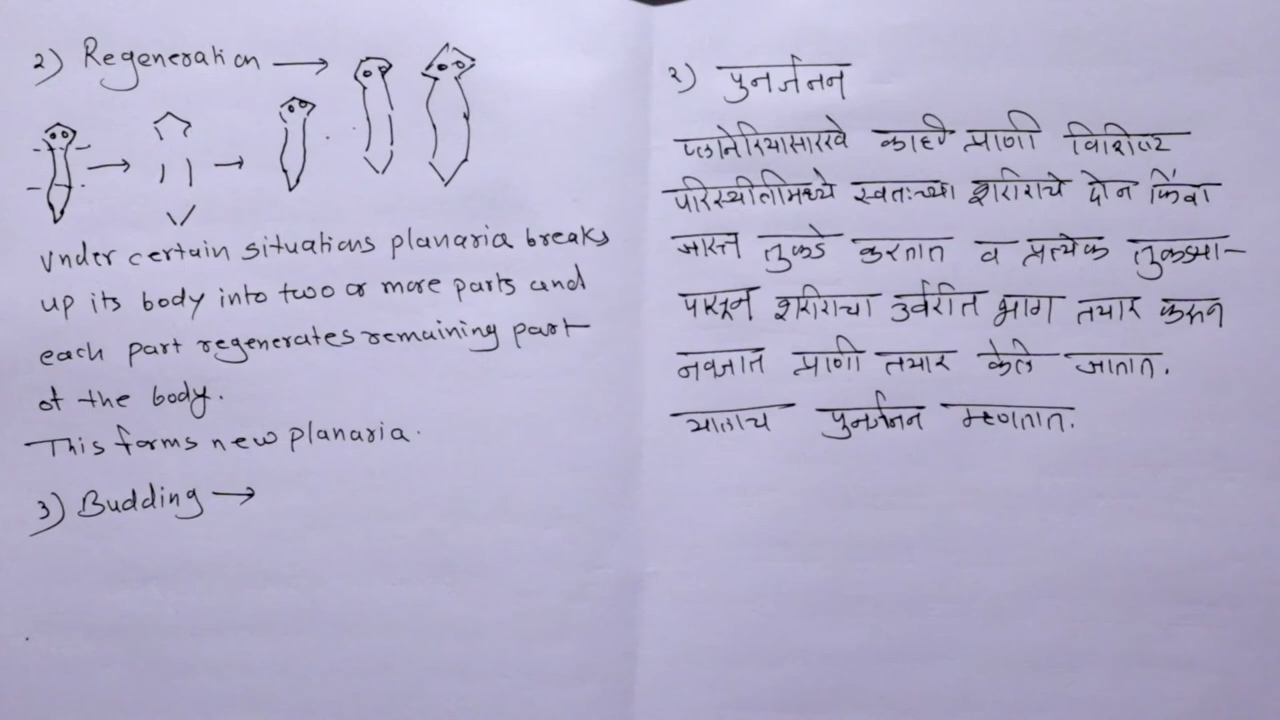 2) Regeneration →
under certain situations planaria breaks
up its body into two or more parts and
each part regenerates remaining part
of the body.
This forms new planaria.
3) Budding →
२) पुनर्जनन
प्लानेरियासारखे काही प्राणी विशिष्ट
परिस्थीतीमध्ये स्वतःच्या शरीराचे दोन किंवा
जास्त तुकडे करतात व प्रत्येक तुकड्या-
पासून शरीराचा उर्वरीत भाग तयार करून
नवजात प्राणी तयार केले जातात.
यालाच पुनर्जनन म्हणतात.